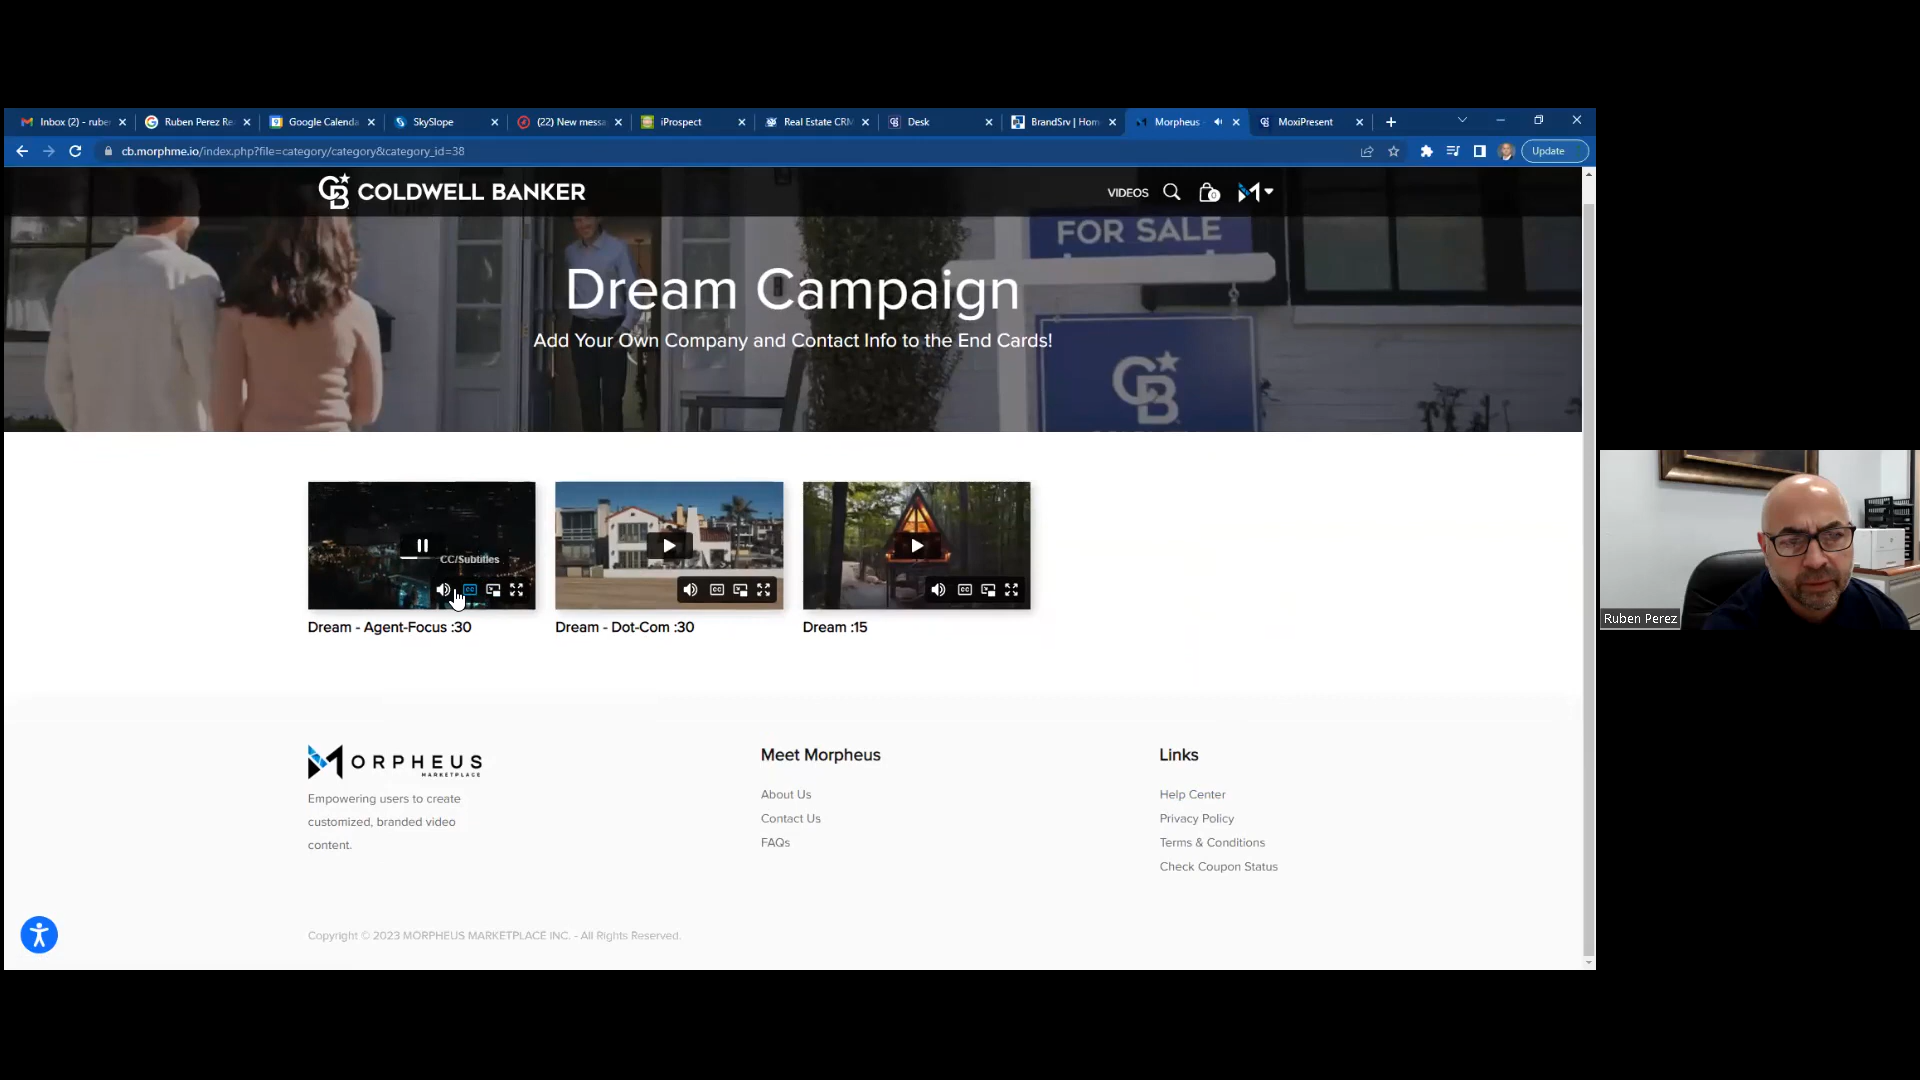 Inbox (2) - rube
Ruben Perez Re
Google Calenda
SkySlope
(22) New messa
iProspect
Real Estate CRM
Desk
BrandSrv | Hom
Morpheus
MoxiPresent
cb.morphme.io/index.php?file=category/category&category_id=38
Update
CB COLDWELL BANKER
VIDEOS
0
FOR SALE
Dream Campaign
Add Your Own Company and Contact Info to the End Cards!
CB
CC/Subtitles
Dream - Agent-Focus :30
Dream - Dot-Com :30
Dream :15
Ruben Perez
MORPHEUS
MARKETPLACE
Empowering users to create
customized, branded video
content.
Meet Morpheus
About Us
Contact Us
FAQs
Links
Help Center
Privacy Policy
Terms & Conditions
Check Coupon Status
Copyright © 2023 MORPHEUS MARKETPLACE INC. - All Rights Reserved.